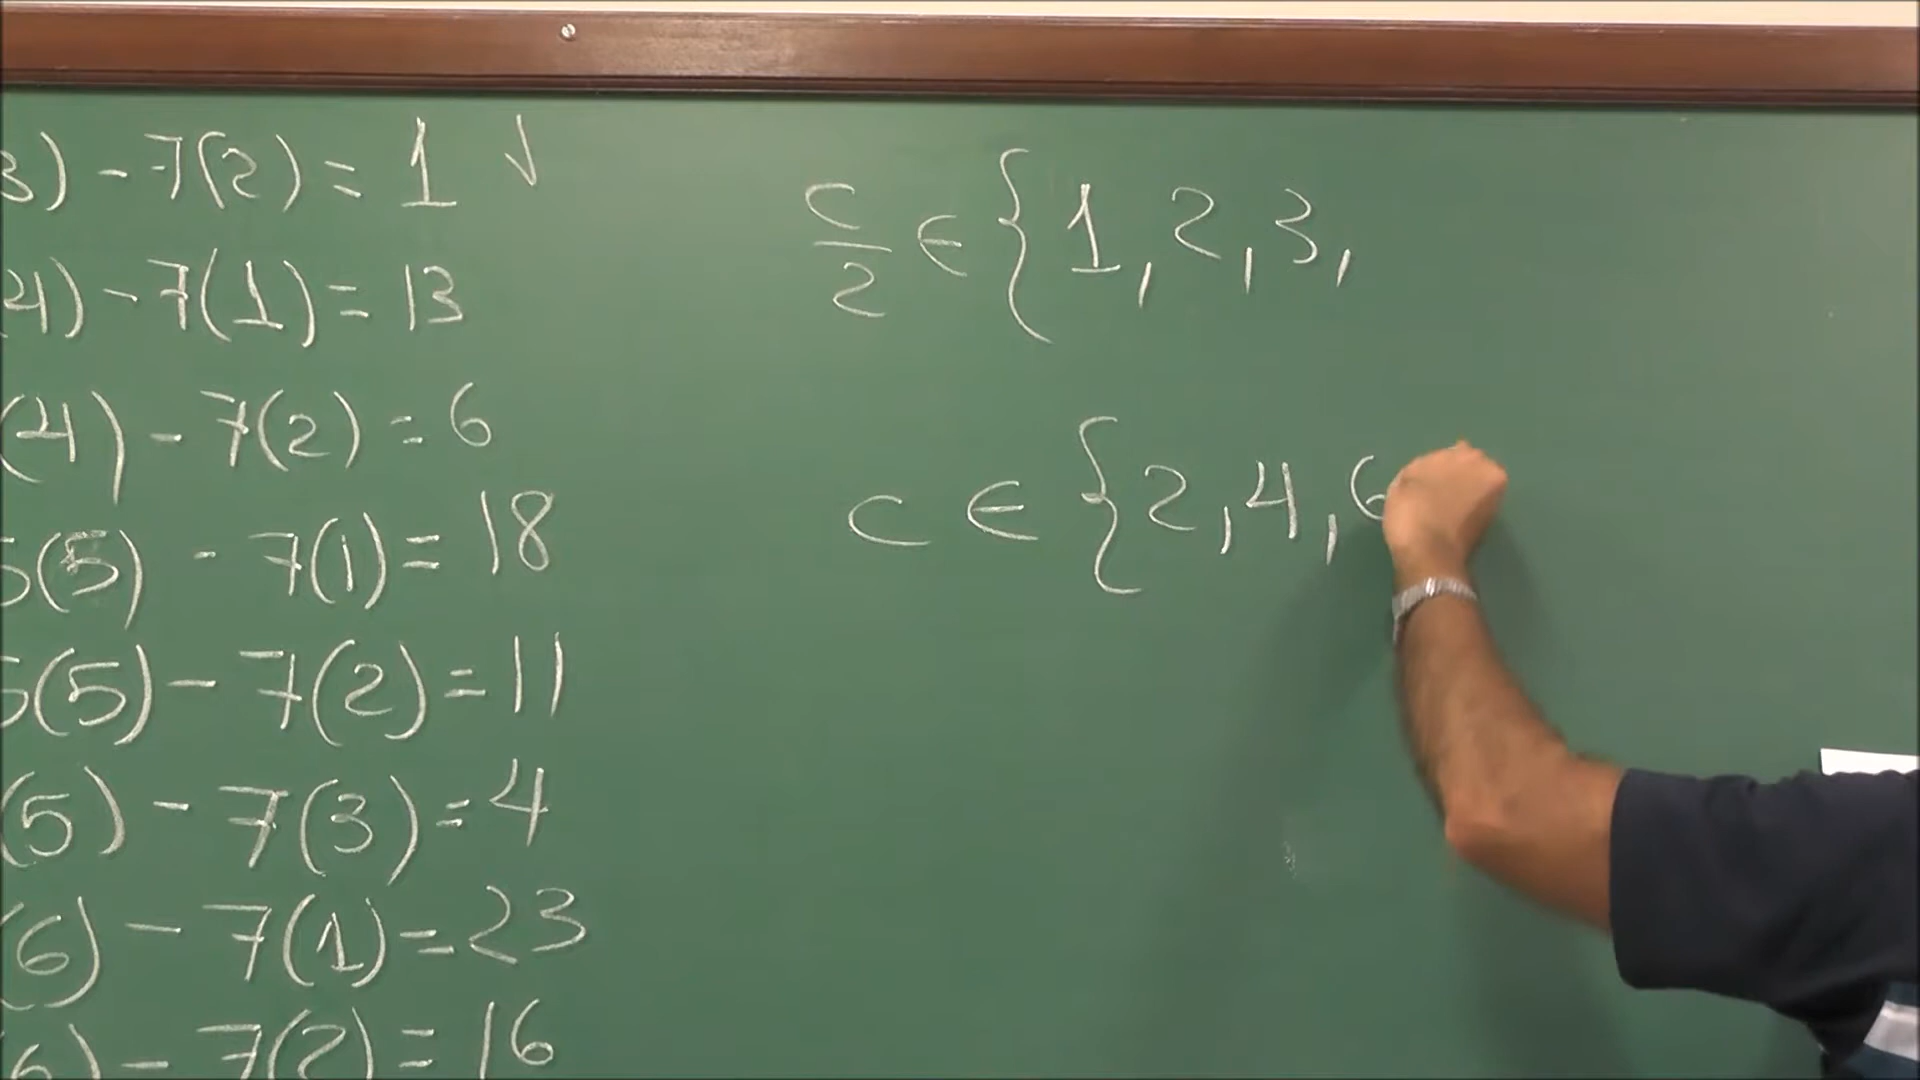 3) - 7(2) = 1 √
4) - 7(1) = 13
(4) - 7(2) = 6
5(5) - 7(1) = 18
5(5) - 7(2) = 11
(5) - 7(3) = 4
(6) - 7(1) = 23
6) - 7(2) = 16
c/2 ∈ {1, 2, 3,
c ∈ {2, 4, 6